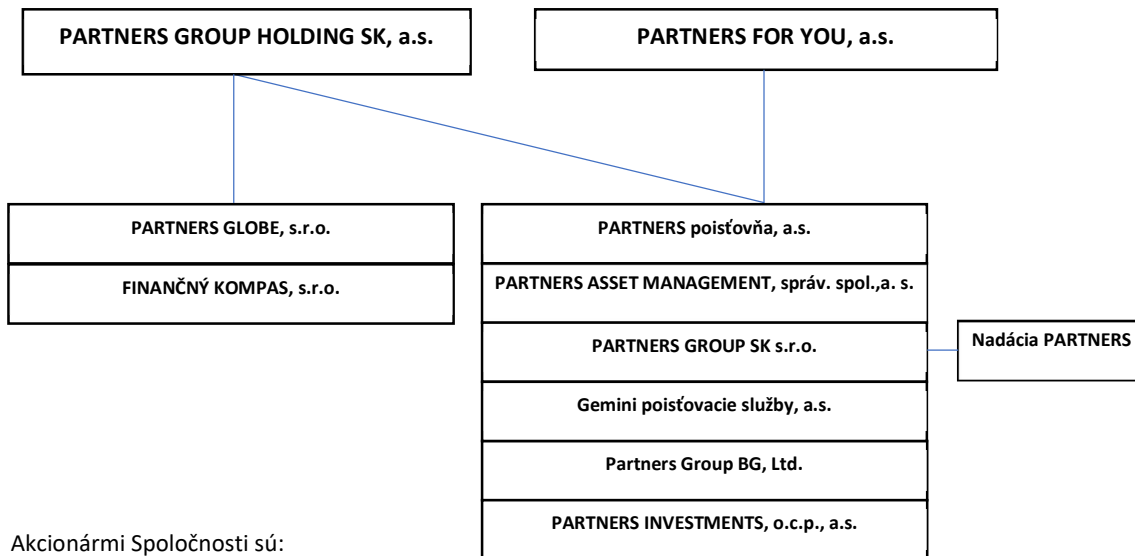 PARTNERS GROUP HOLDING SK, a.s.
PARTNERS FOR YOU, a.s.
PARTNERS GLOBE, s.r.o.
FINANČNÝ KOMPAS, s.r.o.
PARTNERS poisťovňa, a.s.
PARTNERS ASSET MANAGEMENT, správ. spol.,a. s.
PARTNERS GROUP SK s.r.o.
Nadácia PARTNERS
Gemini poisťovacie služby, a.s.
Partners Group BG, Ltd.
PARTNERS INVESTMENTS, o.c.p., a.s.
Akcionármi Spoločnosti sú: